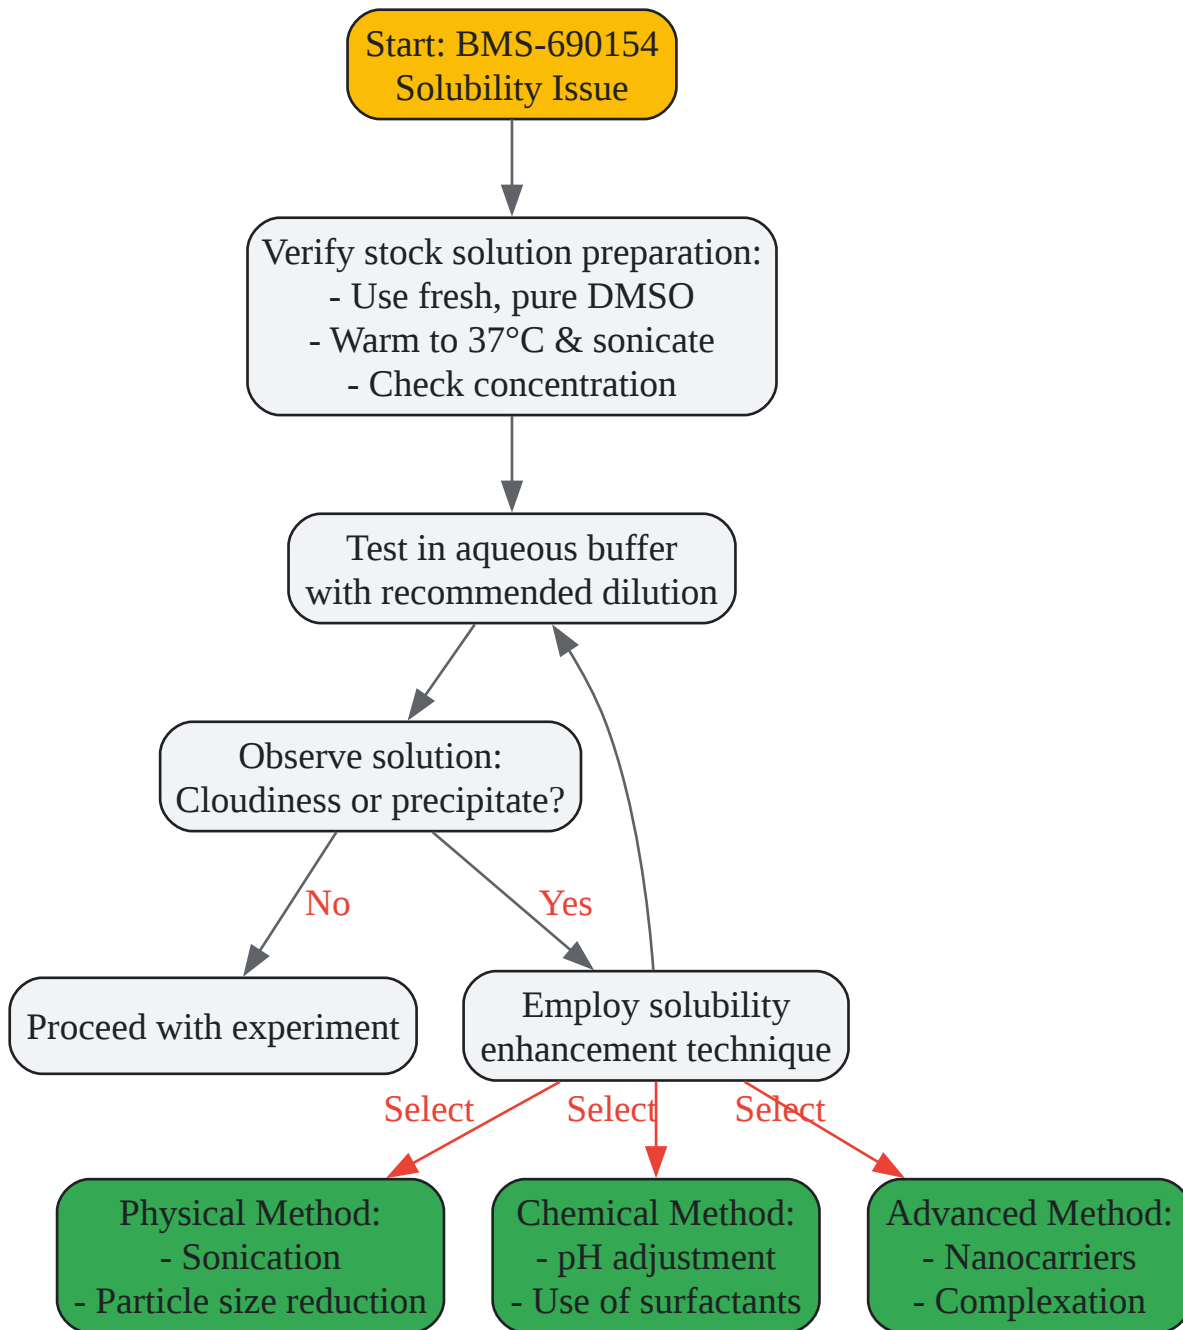 Start: BMS-690154
Solubility Issue
Verify stock solution preparation:
- Use fresh, pure DMSO
- Warm to 37°C & sonicate
- Check concentration
Test in aqueous buffer
with recommended dilution
Observe solution:
Cloudiness or precipitate?
No
Yes
Proceed with experiment
Employ solubility
enhancement technique
Select
Select
Select
Physical Method:
- Sonication
- Particle size reduction
Chemical Method:
- pH adjustment
- Use of surfactants
Advanced Method:
- Nanocarriers
- Complexation